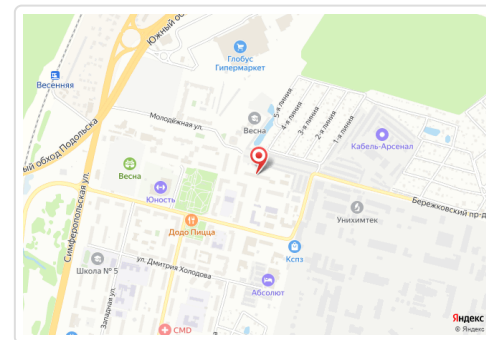 Южный об
Глобус
Гипермаркет
Весенняя
5-я линия
4-я линия
3-я линия
2-я линия
1-я линия
Молодёжная ул.
Весна
Кабель-Арсенал
ый обход Подольска
Весна
Юность
Симферопольская ул.
Бережковский пр-д
Унихимтек
Додо Пицца
Кспз
ул. Дмитрия Холодова
Школа № 5
Западная ул.
Абсолют
CMD
Яндекс
© Яндекс